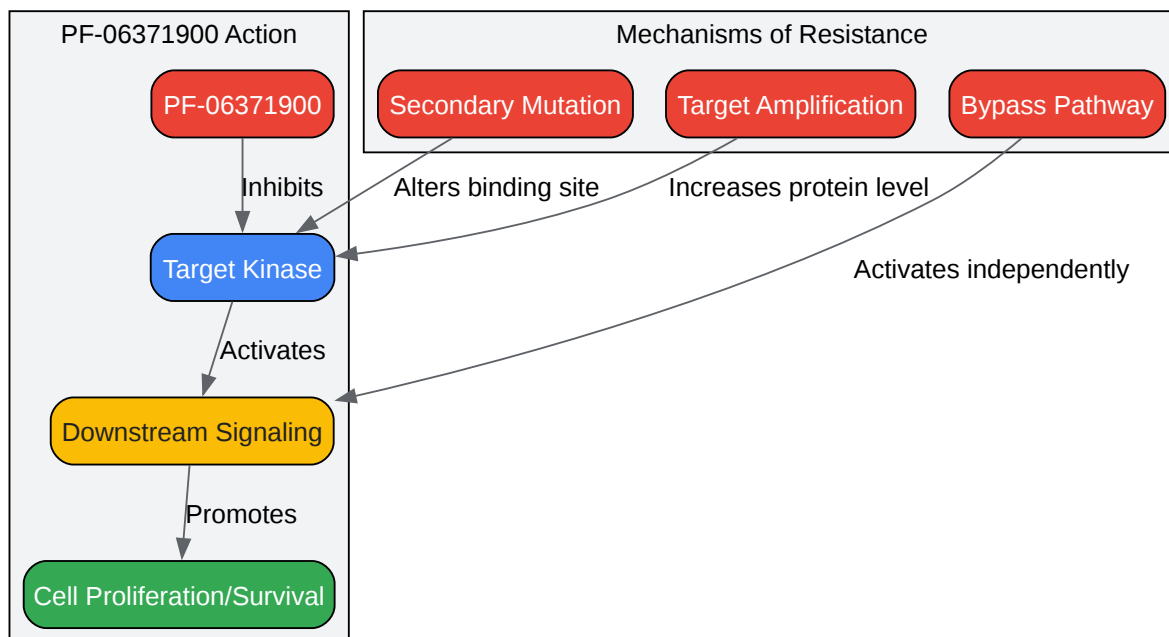 PF-06371900 Action
Mechanisms of Resistance
PF-06371900
Secondary Mutation
Target Amplification
Bypass Pathway
Inhibits
Alters binding site
Increases protein level
Target Kinase
Activates independently
Activates
Downstream Signaling
Promotes
Cell Proliferation/Survival